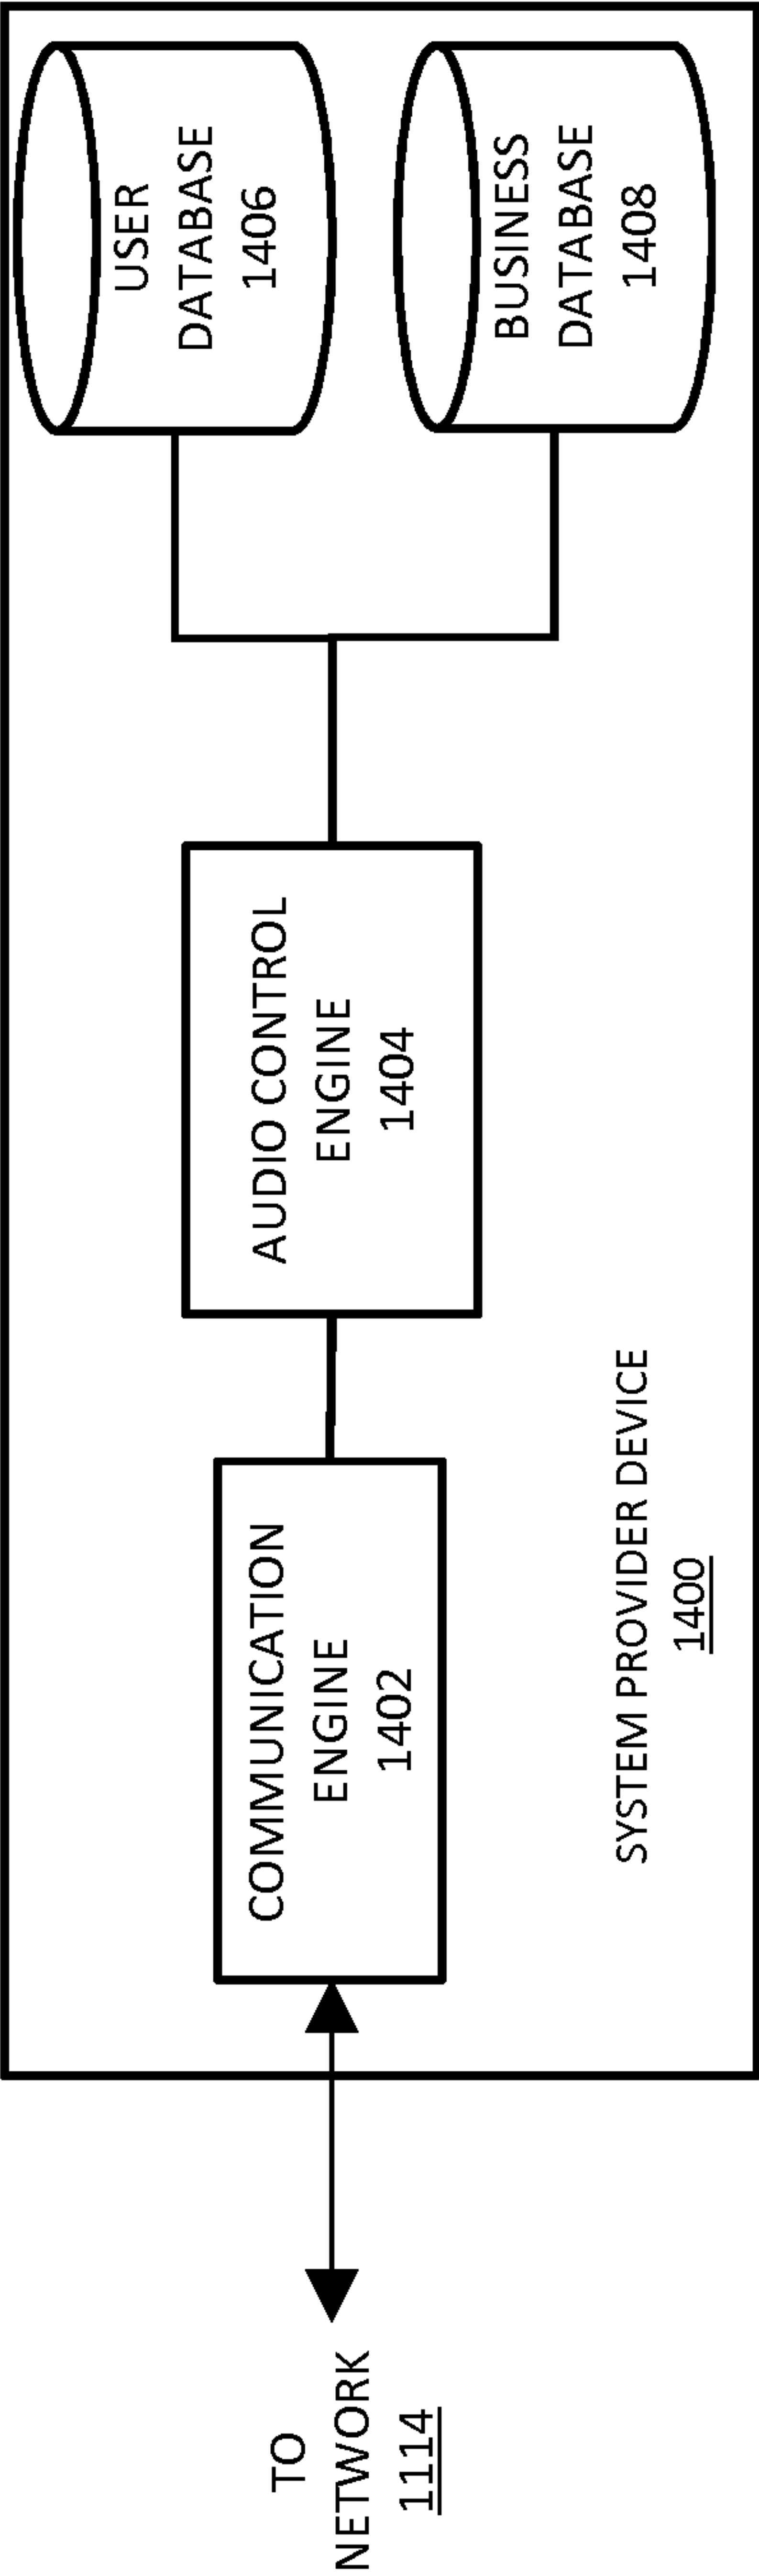 TO
NETWORK
1114
COMMUNICATION
ENGINE
1402
AUDIO CONTROL
ENGINE
1404
USER
DATABASE
1406
BUSINESS
DATABASE
1408
SYSTEM PROVIDER DEVICE
1400